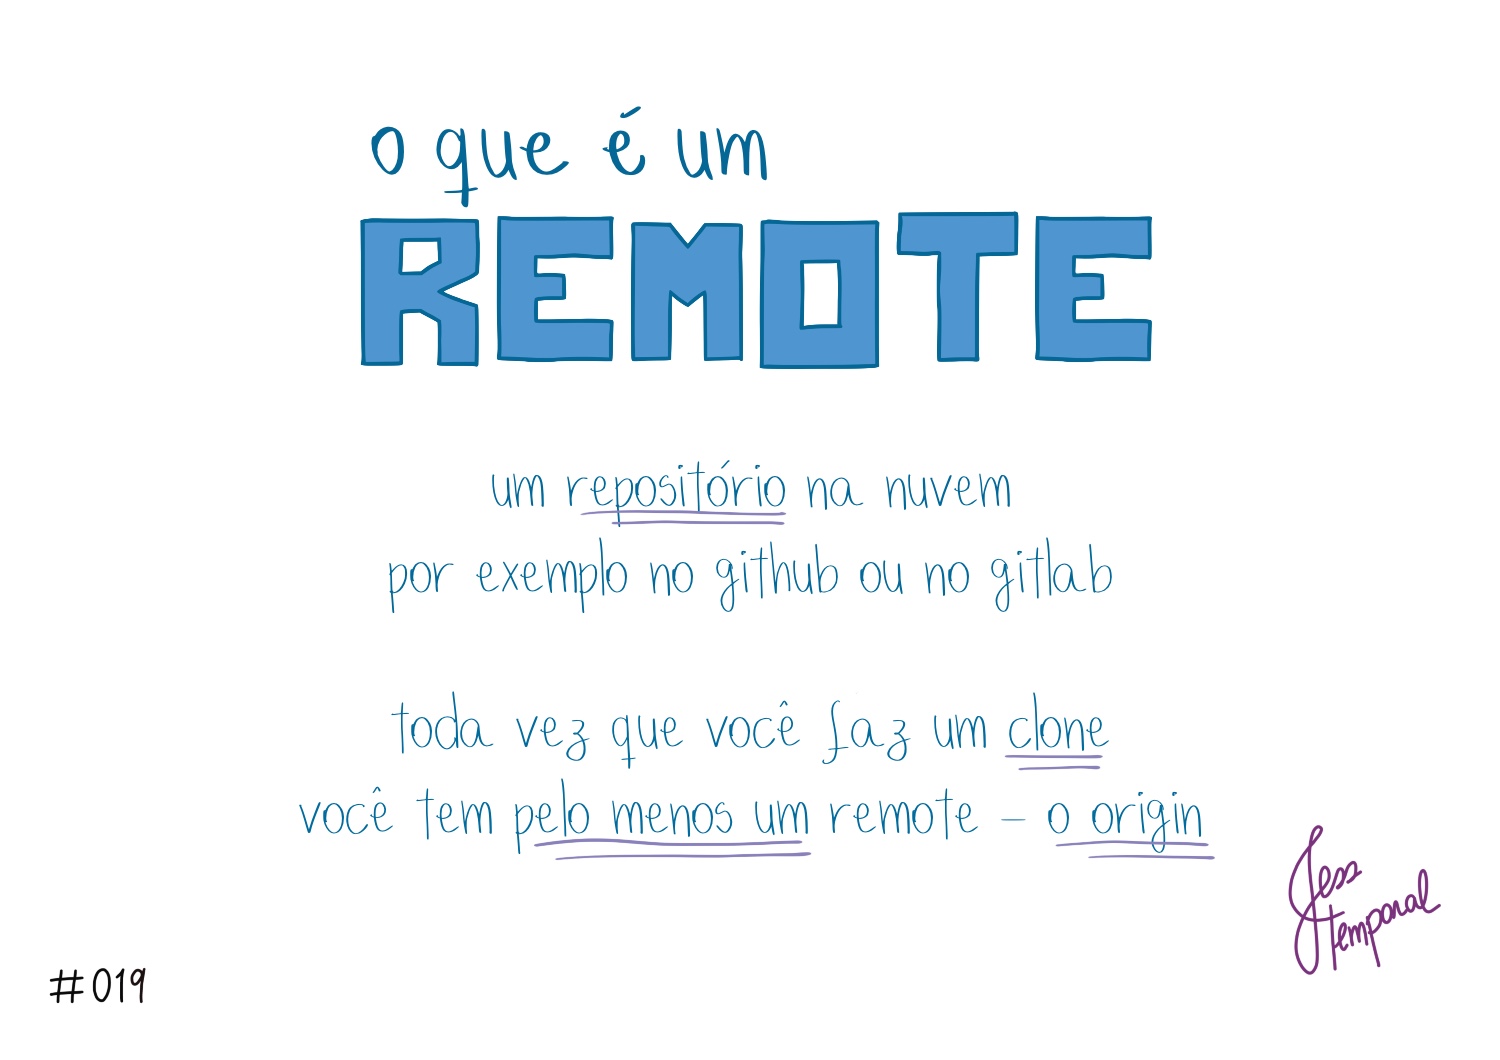 o que é um
REMOTE
um repositório na nuvem
por exemplo no github ou no gitlab
toda vez que você faz um clone
você tem pelo menos um remote – o origin
Jess
temporal
#019